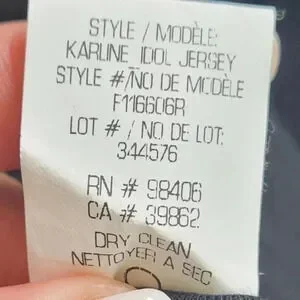 STYLE / MODÈLE:
KARLINE IDOL JERSEY
STYLE #/NO DE MODÈLE
F116606R
LOT # / NO DE LOT:
344576
RN # 98406
CA # 39862
DRY CLEAN
NETTOYER A SEC